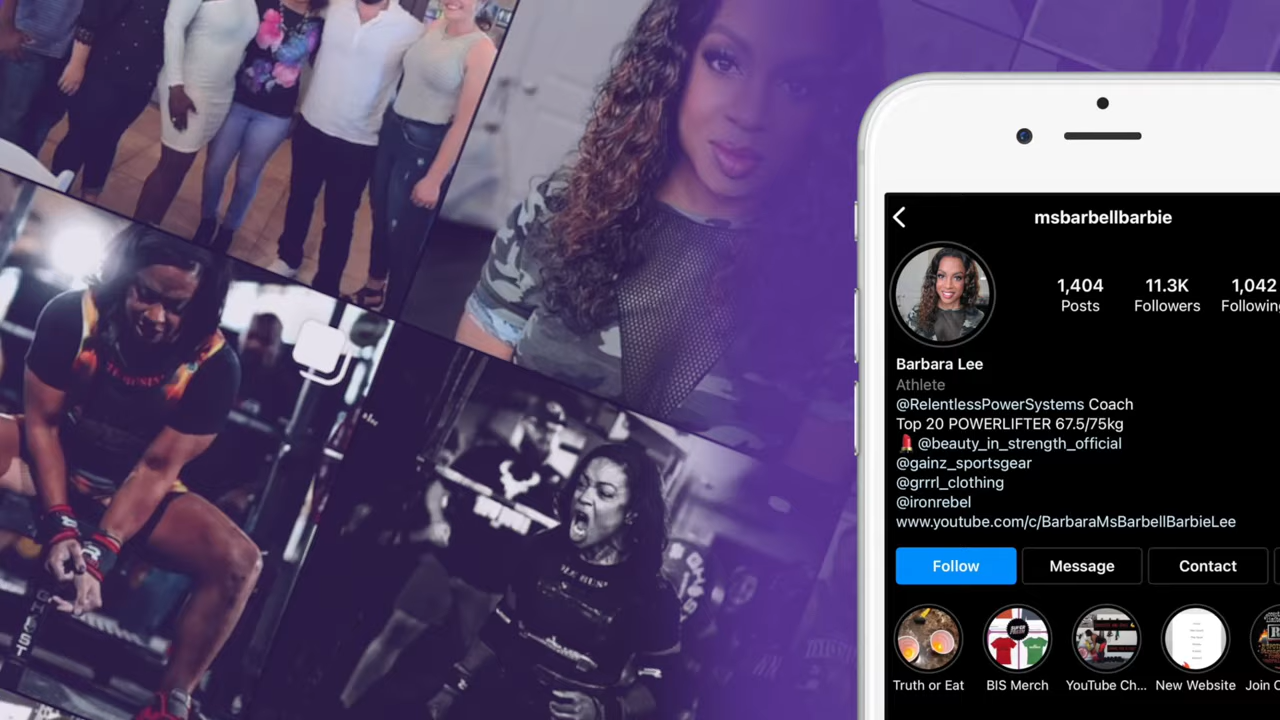 msbarbellbarbie
1,404
11.3K
1,042
Posts
Followers
Following
Barbara Lee
Athlete
@RelentlessPowerSystems Coach
Top 20 POWERLIFTER 67.5/75kg
@beauty_in_strength_official
@gainz_sportsgear
@grrrl_clothing
@ironrebel
www.youtube.com/c/BarbaraMsBarbellBarbieLee
Follow
Message
Contact
Truth or Eat
BIS Merch
YouTube Ch...
New Website
Join